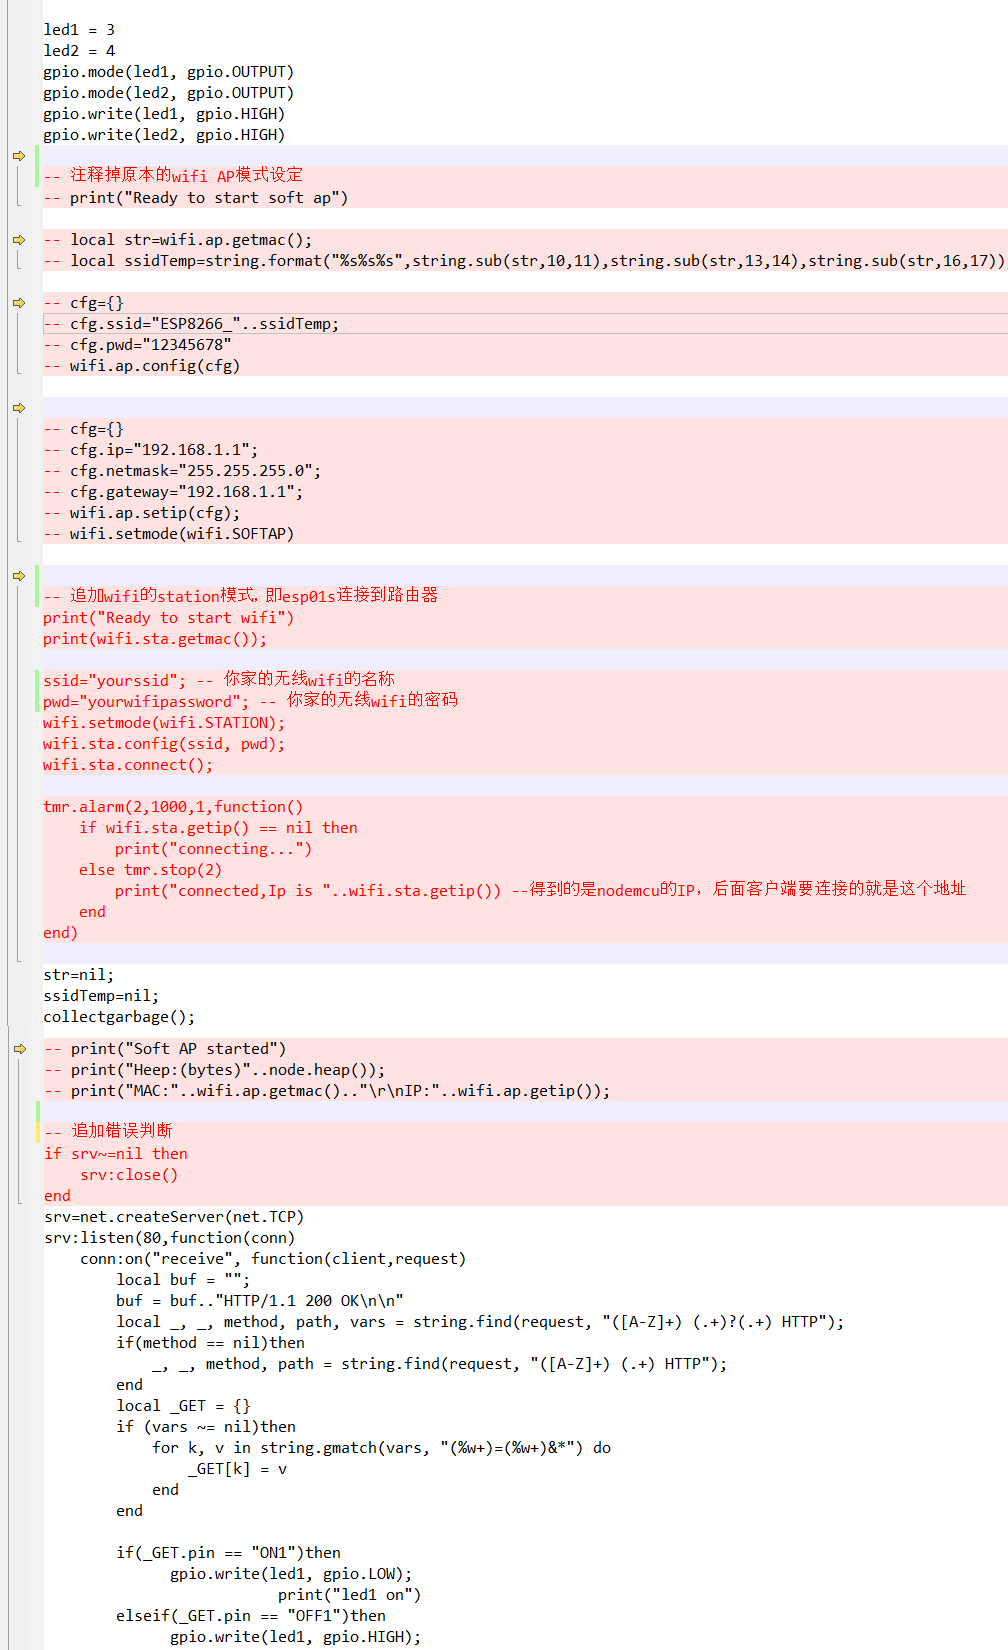 led1 = 3
led2 = 4
gpio.mode(led1, gpio.OUTPUT)
gpio.mode(led2, gpio.OUTPUT)
gpio.write(led1, gpio.HIGH)
gpio.write(led2, gpio.HIGH)
-- 注释掉原本的wifi AP模式设定
-- print("Ready to start soft ap")
-- local str=wifi.ap.getmac();
-- local ssidTemp=string.format("%s%s%s",string.sub(str,10,11),string.sub(str,13,14),string.sub(str,16,17))
-- cfg={}
-- cfg.ssid="ESP8266_"..ssidTemp;
-- cfg.pwd="12345678"
-- wifi.ap.config(cfg)
-- cfg={}
-- cfg.ip="192.168.1.1";
-- cfg.netmask="255.255.255.0";
-- cfg.gateway="192.168.1.1";
-- wifi.ap.setip(cfg);
-- wifi.setmode(wifi.SOFTAP)
-- 追加wifi的station模式, 即esp01s连接到路由器
print("Ready to start wifi")
print(wifi.sta.getmac());
ssid="yourssid"; -- 你家的无线wifi的名称
pwd="yourwifipassword"; -- 你家的无线wifi的密码
wifi.setmode(wifi.STATION);
wifi.sta.config(ssid, pwd);
wifi.sta.connect();
tmr.alarm(2,1000,1,function()
    if wifi.sta.getip() == nil then
        print("connecting...")
    else tmr.stop(2)
        print("connected,Ip is "..wifi.sta.getip()) --得到的是nodemcu的IP，后面客户端要连接的就是这个地址
    end
end)
str=nil;
ssidTemp=nil;
collectgarbage();
-- print("Soft AP started")
-- print("Heep:(bytes)"..node.heap());
-- print("MAC:"..wifi.ap.getmac().."\r\nIP:"..wifi.ap.getip());
-- 追加错误判断
if srv~=nil then
    srv:close()
end
srv=net.createServer(net.TCP)
srv:listen(80,function(conn)
    conn:on("receive", function(client,request)
        local buf = "";
        buf = buf.."HTTP/1.1 200 OK\n\n"
        local _, _, method, path, vars = string.find(request, "([A-Z]+) (.+)?(.+) HTTP");
        if(method == nil)then
            _, _, method, path = string.find(request, "([A-Z]+) (.+) HTTP");
        end
        local _GET = {}
        if (vars ~= nil)then
            for k, v in string.gmatch(vars, "(%w+)=(%w+)&*") do
                _GET[k] = v
            end
        end
        if(_GET.pin == "ON1")then
              gpio.write(led1, gpio.LOW);
                          print("led1 on")
        elseif(_GET.pin == "OFF1")then
              gpio.write(led1, gpio.HIGH);